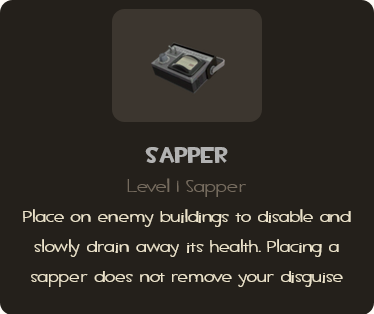 SAPPER
Level 1 Sapper
Place on enemy buildings to disable and
slowly drain away its health. Placing a
sapper does not remove your disguise